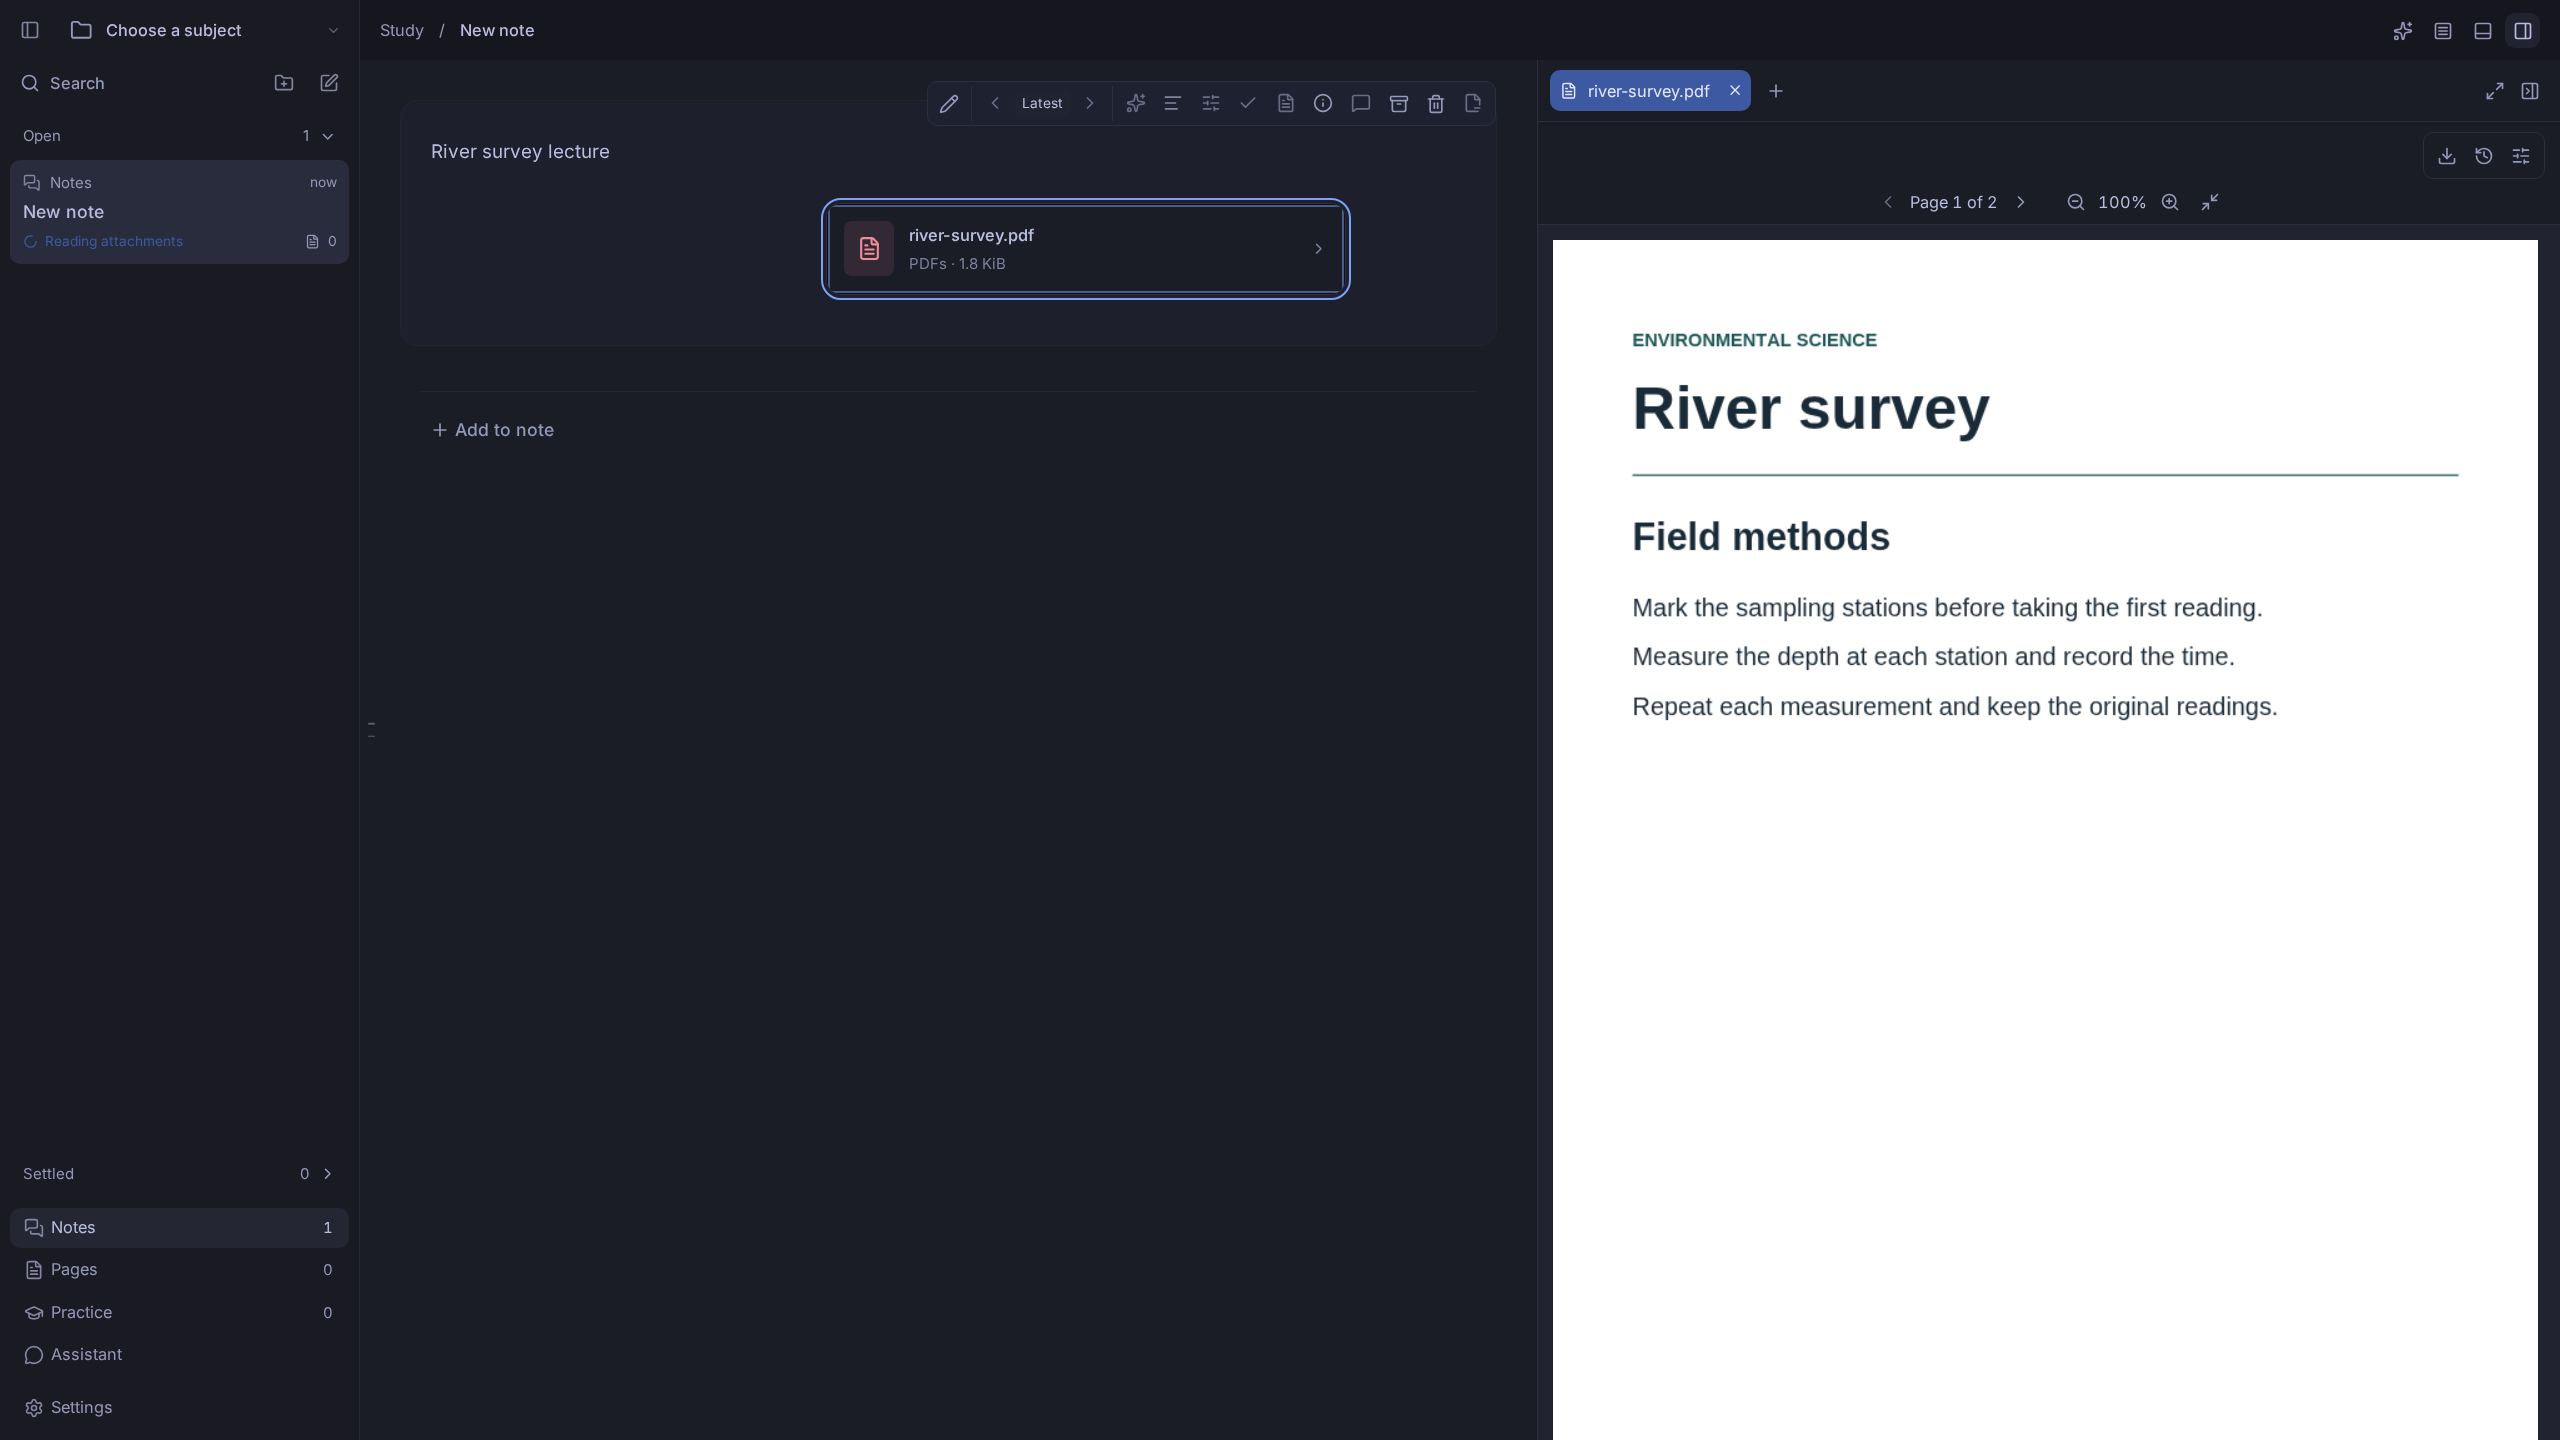 Choose a subject
Search
Open 1
Notes now
New note
Reading attachments 0
Settled 0
Notes 1
Pages 0
Practice 0
Assistant
Settings
Study / New note
Latest
River survey lecture
river-survey.pdf
PDFs · 1.8 KiB
Add to note
river-survey.pdf
Page 1 of 2 100%
ENVIRONMENTAL SCIENCE
River survey
Field methods
Mark the sampling stations before taking the first reading.
Measure the depth at each station and record the time.
Repeat each measurement and keep the original readings.